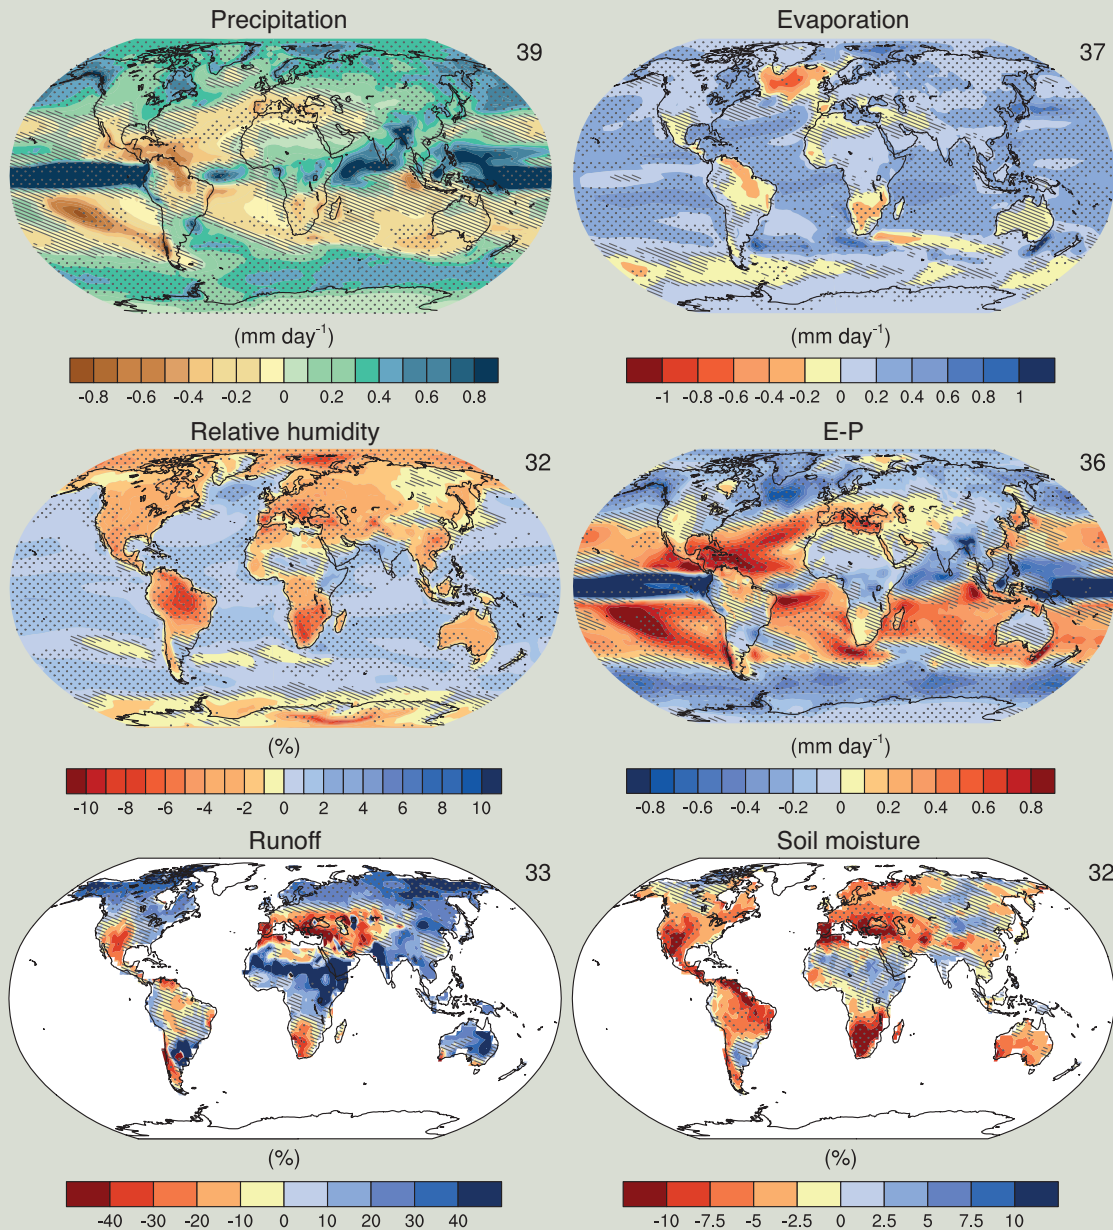 Precipitation
39
(mm day⁻¹)
-0.8 -0.6 -0.4 -0.2 0 0.2 0.4 0.6 0.8
Evaporation
37
(mm day⁻¹)
-1 -0.6 -0.4 -0.2 0 0.2 0.4 0.6 1
Relative humidity
32
(%)
-10 -8 -6 -4 -2 0 2 4 6 8 10
E-P
36
(mm day⁻¹)
-0.8 -0.6 -0.4 -0.2 0 0.2 0.4 0.6 0.8
Runoff
33
(%)
-40 -30 -20 -10 0 10 20 30 40
Soil moisture
32
(%)
-10 -7.5 -5 -2.5 0 2.5 5 7.5 10